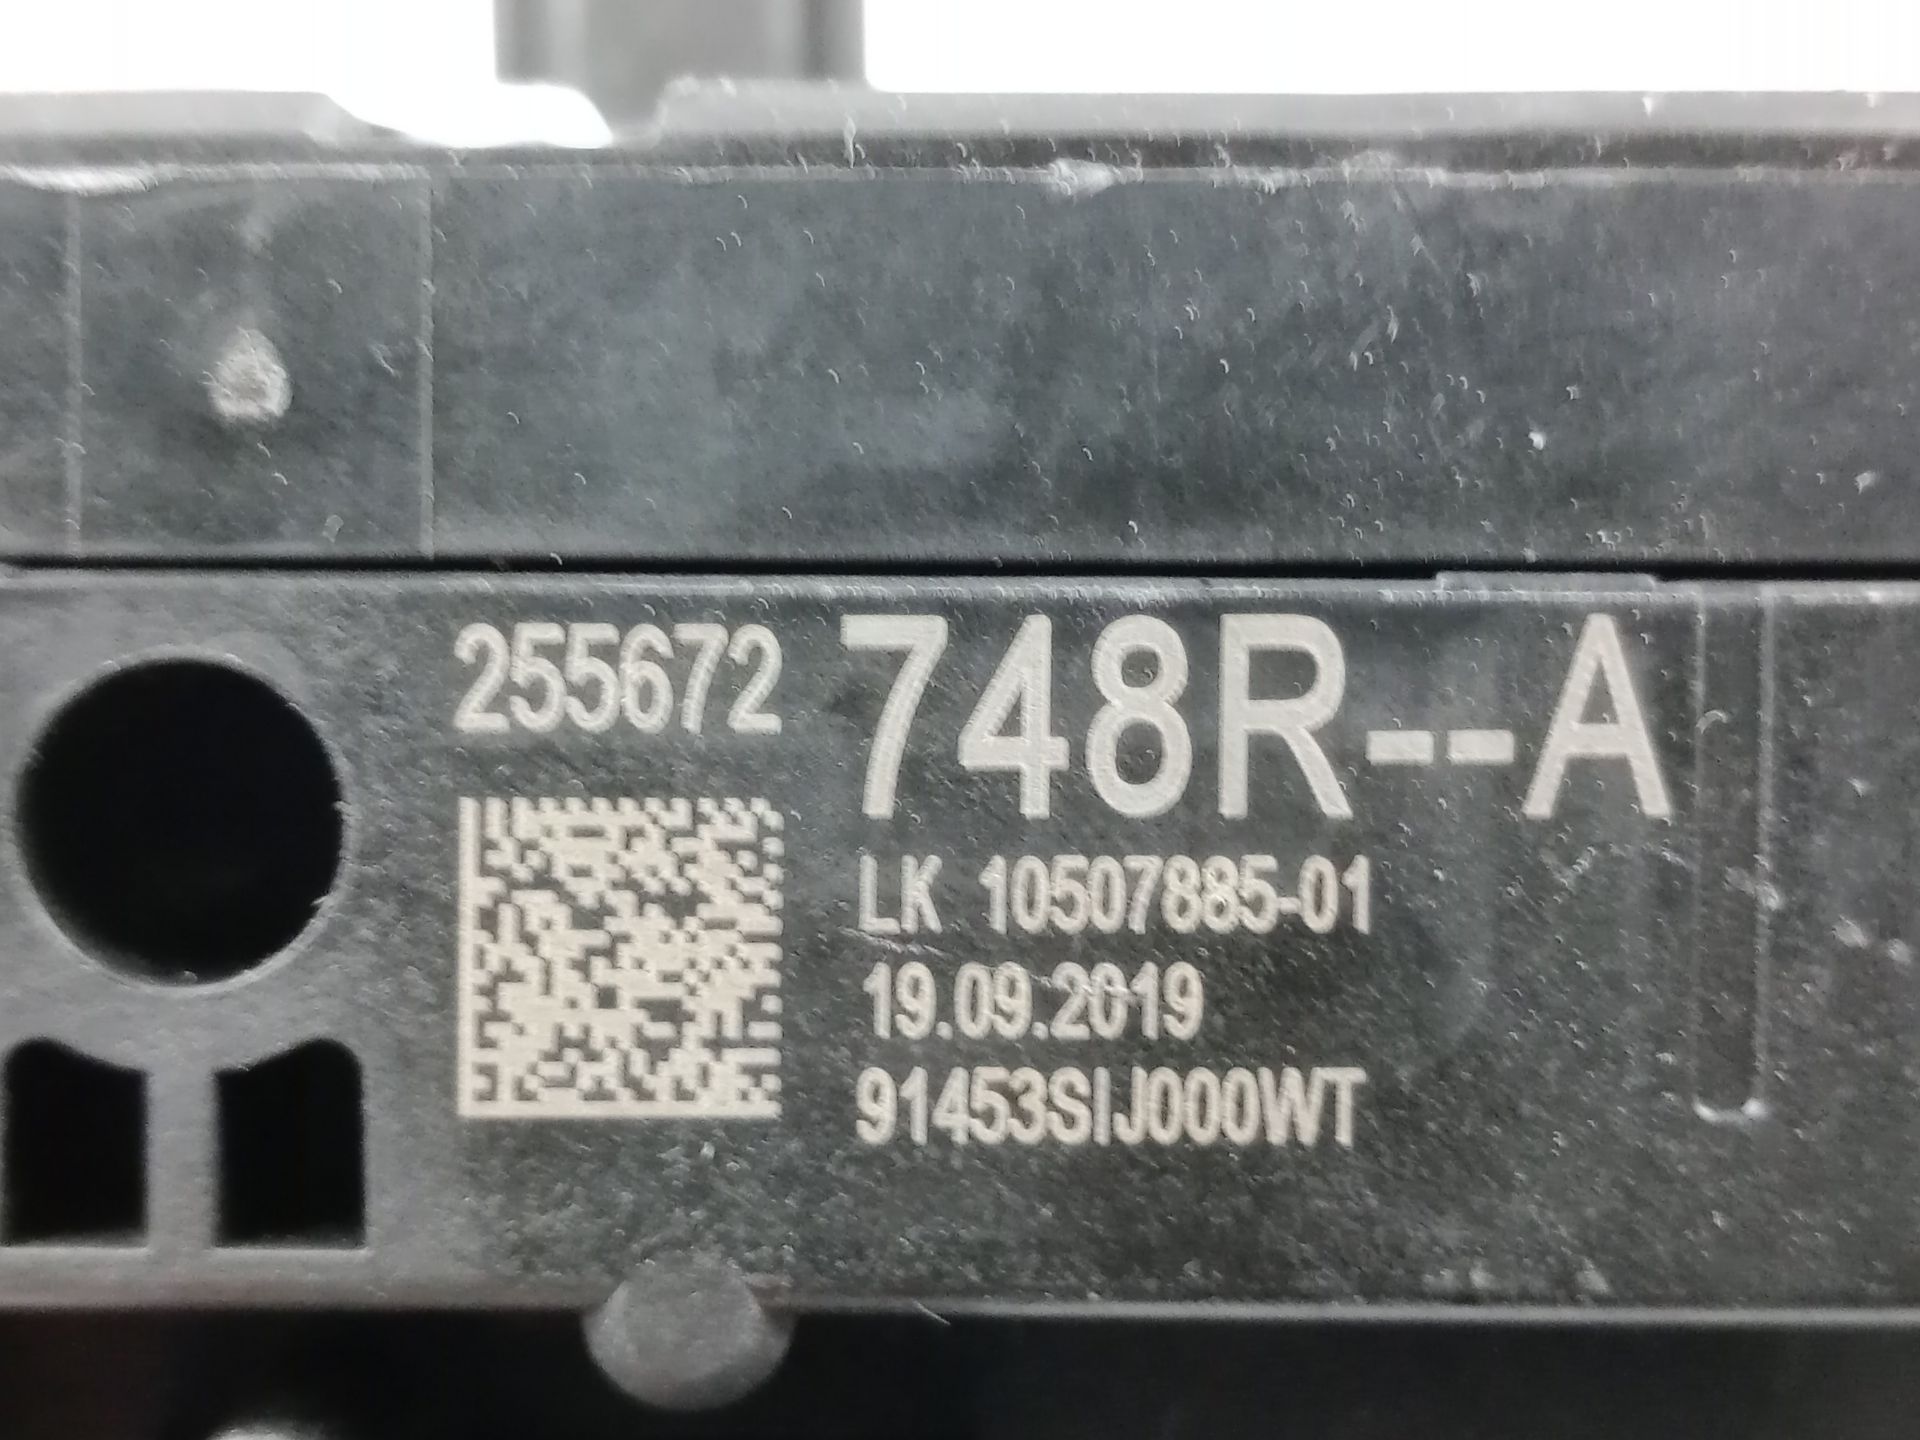 255672 748R--A
LK 10507885-01
19.09.2019
91453SIJ000WT